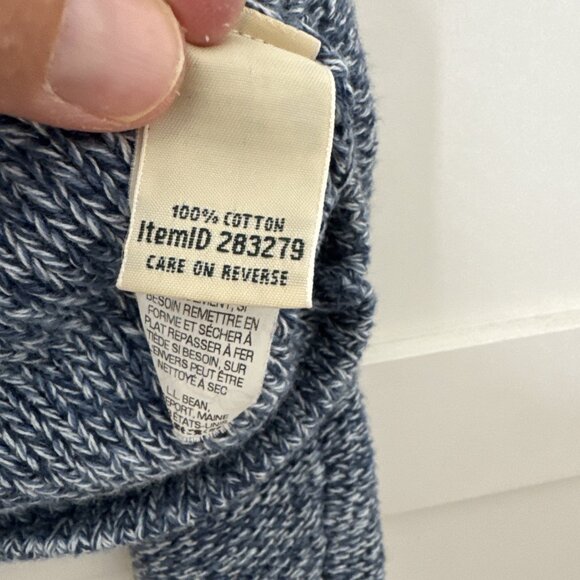 100% COTTON
ItemID 283279
CARE ON REVERSE
BESOIN REMETTRE EN
FORME ET SÉCHER À
PLAT REPASSER À FER
TIÈDE SI BESOIN, SUR
ENVERS PEUT ÊTRE
NETTOYÉ À SEC
L.L. BEAN,
MAINE